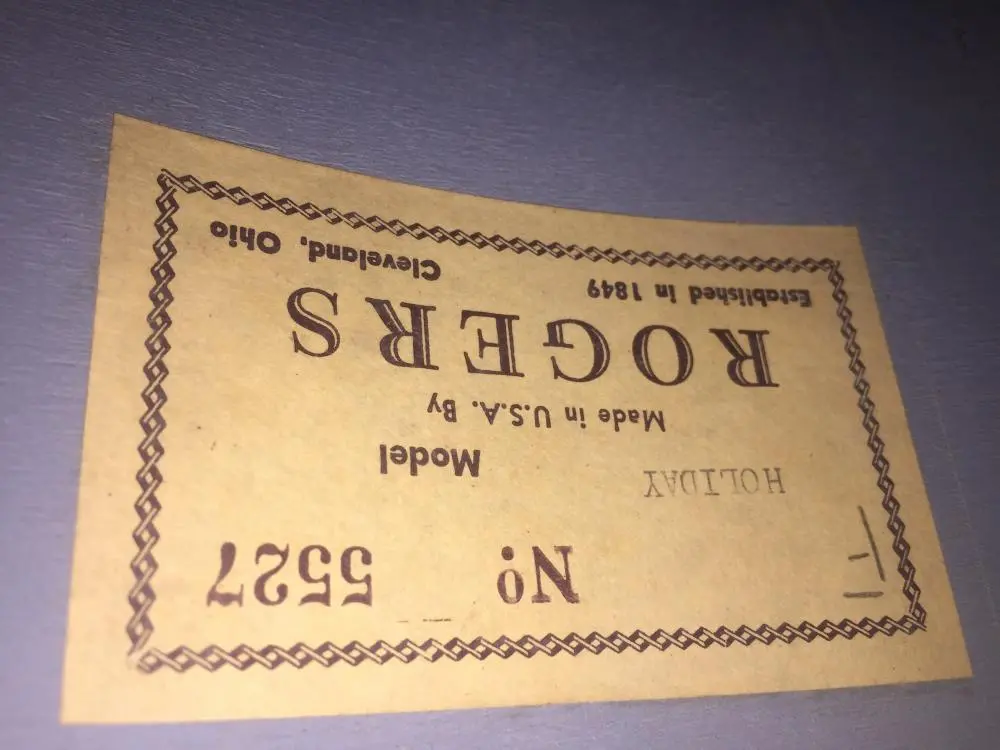 F Nº 5527
HOLIDAY Model
Made in U.S.A. By
ROGERS
Established in 1849 Cleveland, Ohio